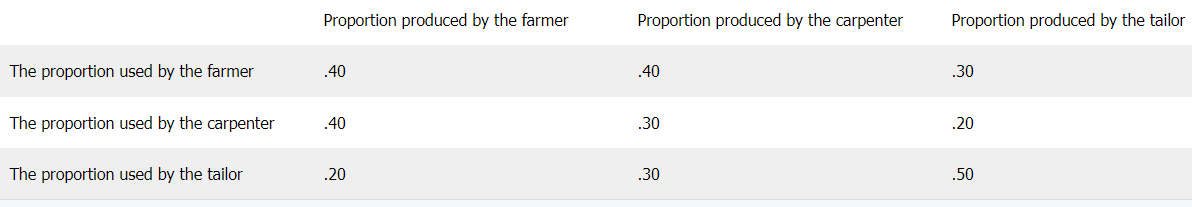 Proportion produced by the farmer Proportion produced by the carpenter Proportion produced by the tailor
The proportion used by the farmer .40 .40 .30
The proportion used by the carpenter .40 .30 .20
The proportion used by the tailor .20 .30 .50